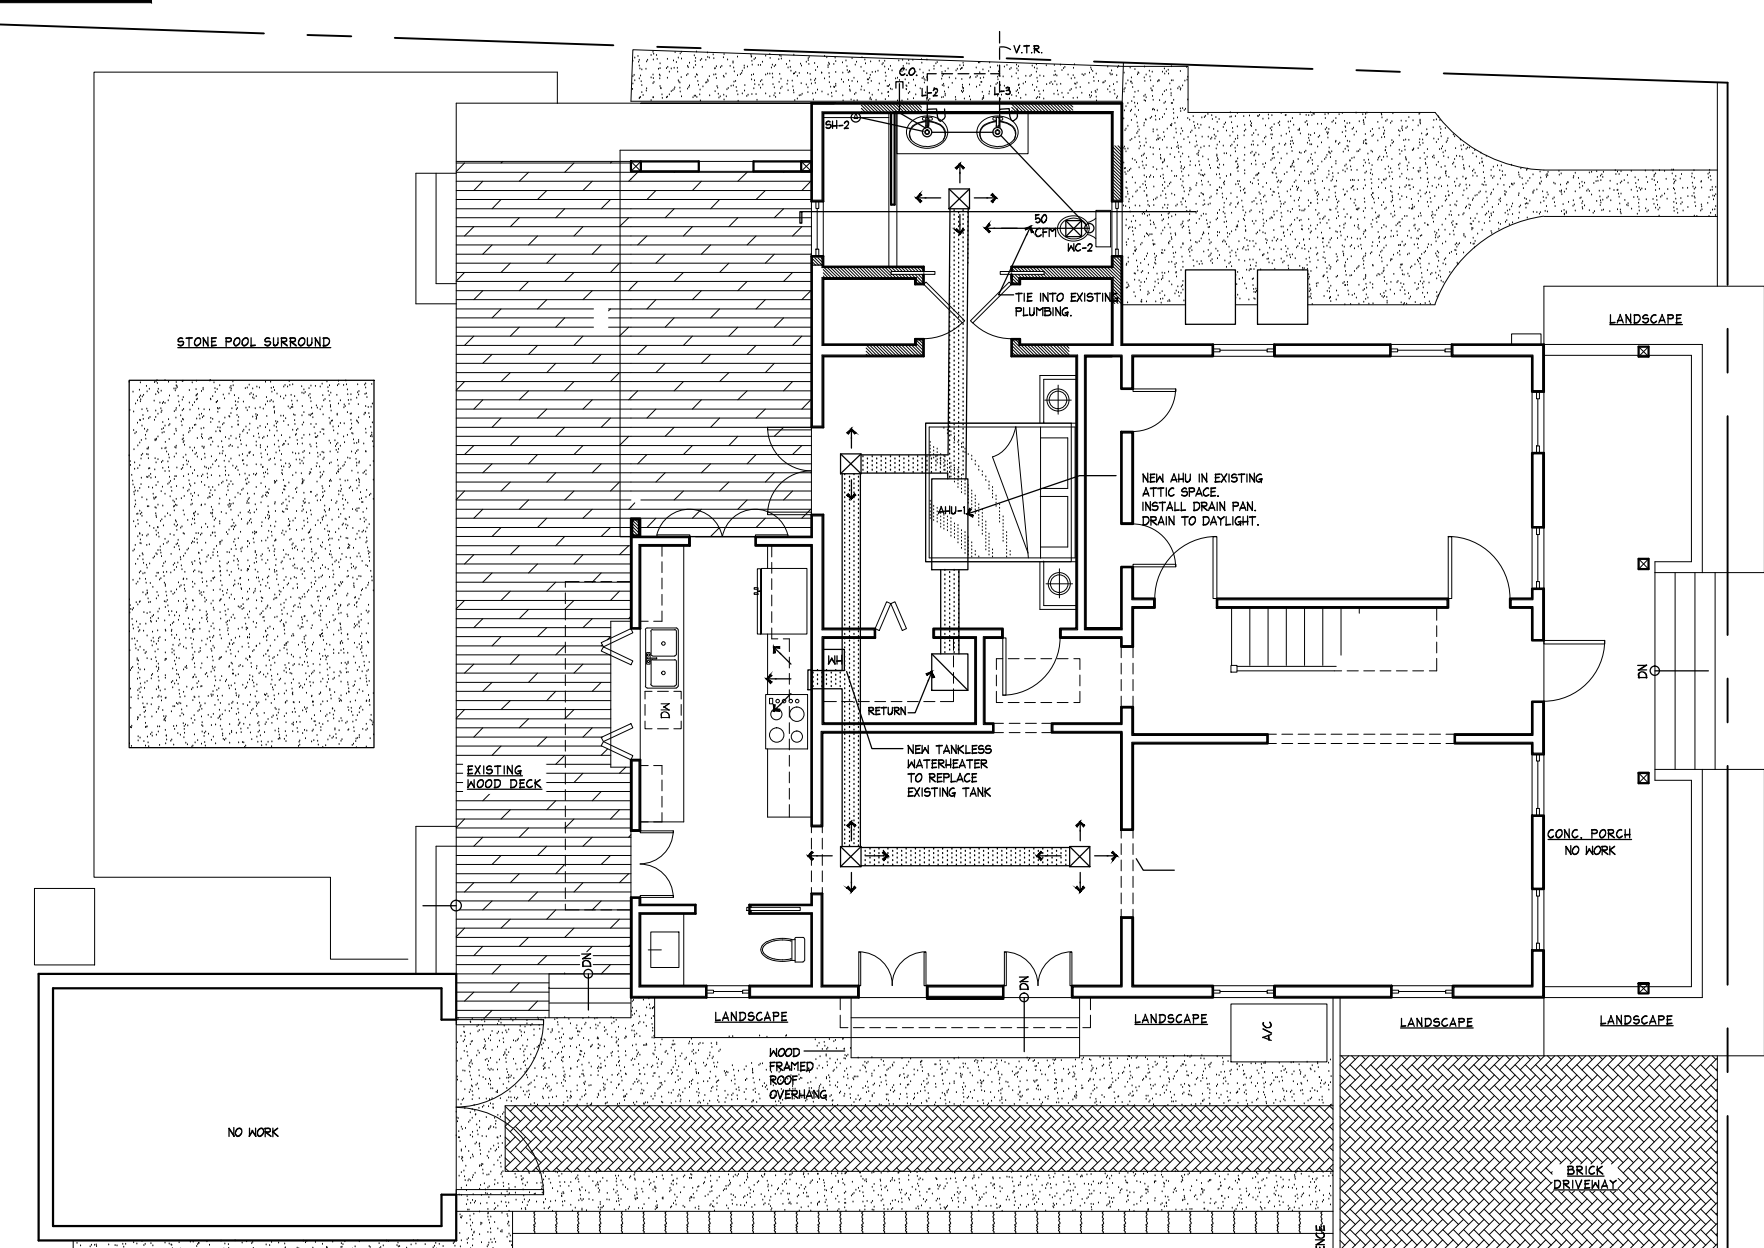 V.T.R.
C.O.
L-2
L-3
SH-2
50
CFM
WC-2
TIE INTO EXISTING
PLUMBING.
LANDSCAPE
STONE POOL SURROUND
NEW AHU IN EXISTING
ATTIC SPACE.
INSTALL DRAIN PAN.
DRAIN TO DAYLIGHT.
AHU-1
WH
DN
DW
RETURN
NEW TANKLESS
WATERHEATER
TO REPLACE
EXISTING TANK
EXISTING
WOOD DECK
CONC. PORCH
NO WORK
DN
DN
LANDSCAPE
LANDSCAPE
LANDSCAPE
LANDSCAPE
A/C
WOOD
FRAMED
ROOF
OVERHANG
NO WORK
BRICK
DRIVEWAY